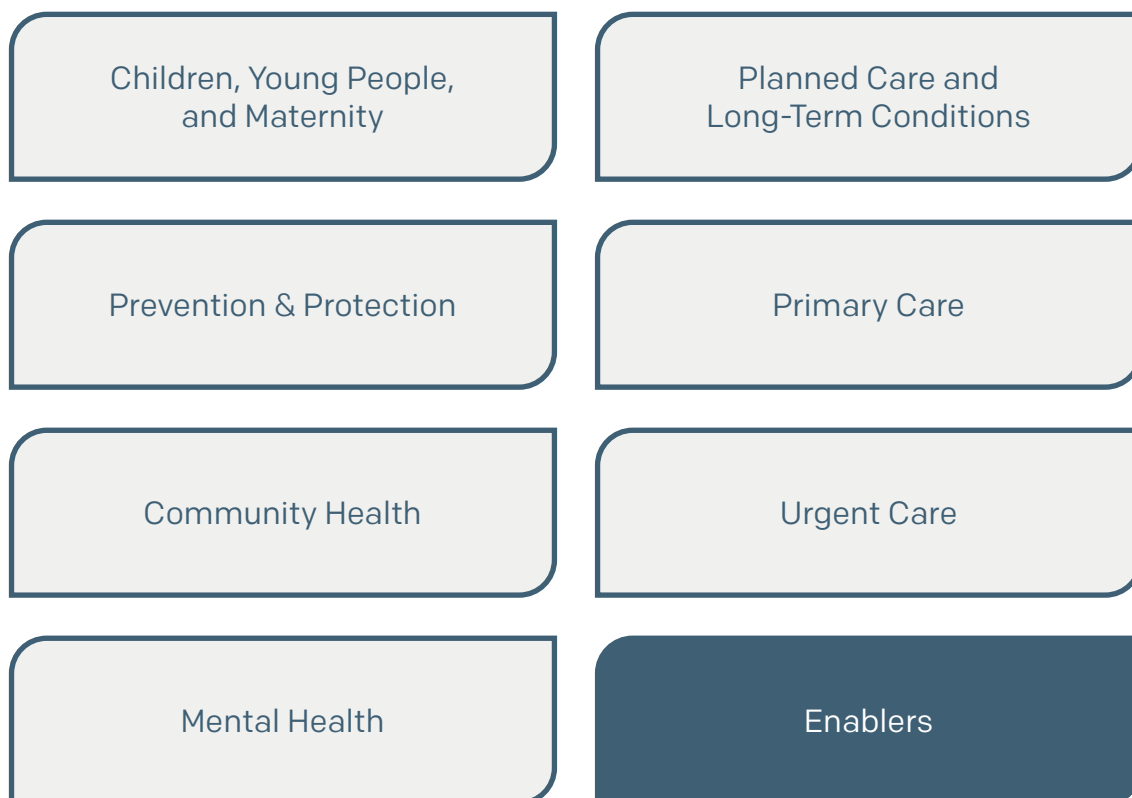 Children, Young People,
and Maternity
Planned Care and
Long-Term Conditions
Prevention & Protection
Primary Care
Community Health
Urgent Care
Mental Health
Enablers